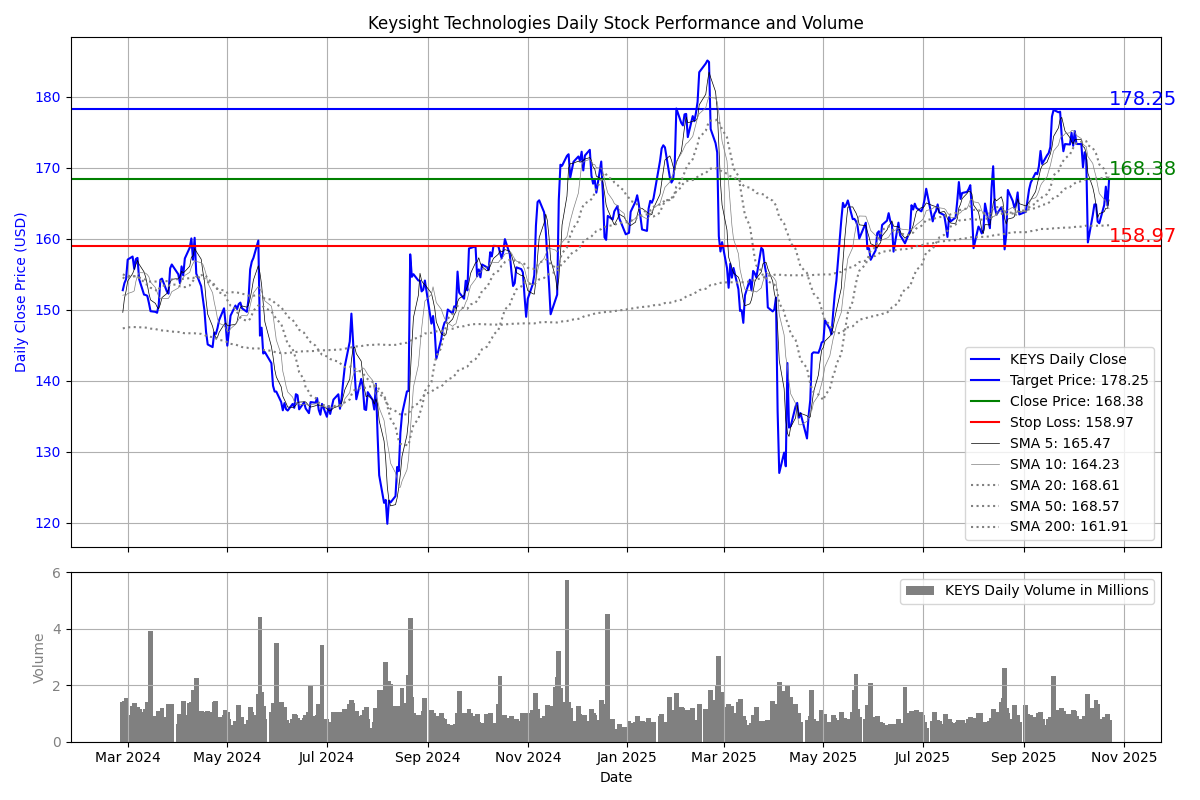 Keysight Technologies Daily Stock Performance and Volume
Daily Close Price (USD)
180
170
160
150
140
130
120
178.25
168.38
158.97
KEYS Daily Close
Target Price: 178.25
Close Price: 168.38
Stop Loss: 158.97
SMA 5: 165.47
SMA 10: 164.23
SMA 20: 168.61
SMA 50: 168.57
SMA 200: 161.91
Volume
6
4
2
0
KEYS Daily Volume in Millions
Mar 2024 May 2024 Jul 2024 Sep 2024 Nov 2024 Jan 2025 Mar 2025 May 2025 Jul 2025 Sep 2025 Nov 2025
Date